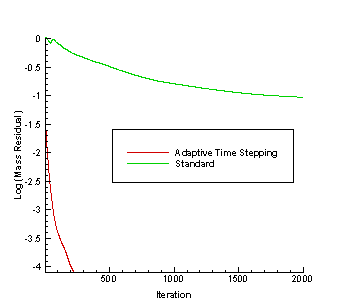 0
-0.5
-1
-1.5
-2
-2.5
-3
-3.5
-4
Log(Mass Residual)
Adaptive Time Stepping
Standard
500 1000 1500 2000
Iteration